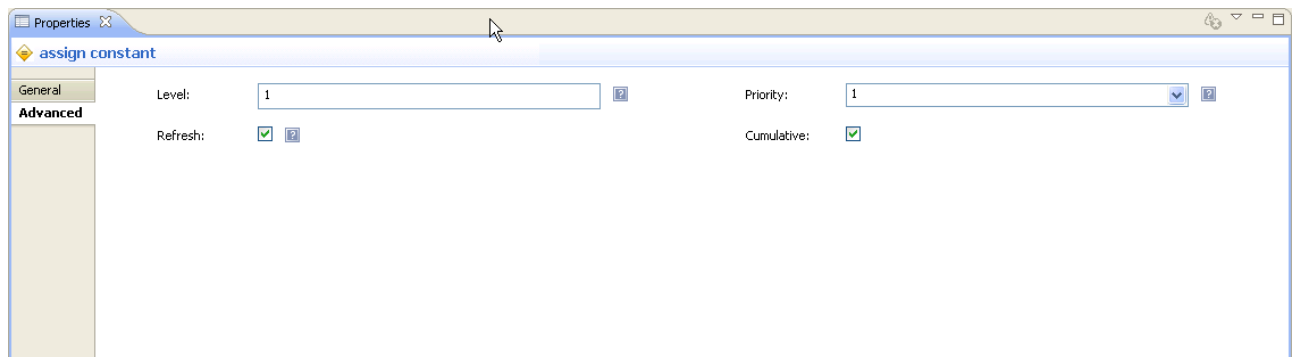 Properties
assign constant
General
Advanced
Level: 1 ? Priority: 1 ?
Refresh: ? Cumulative: